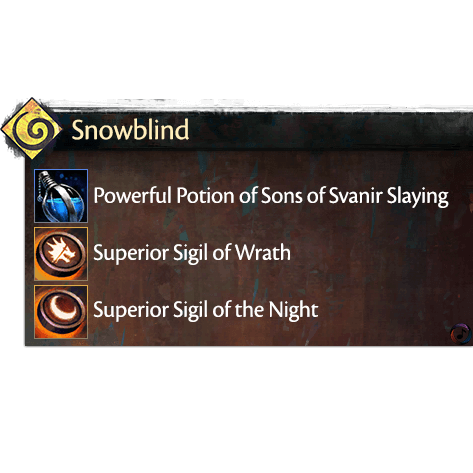 Snowblind
Powerful Potion of Sons of Svanir Slaying
Superior Sigil of Wrath
Superior Sigil of the Night